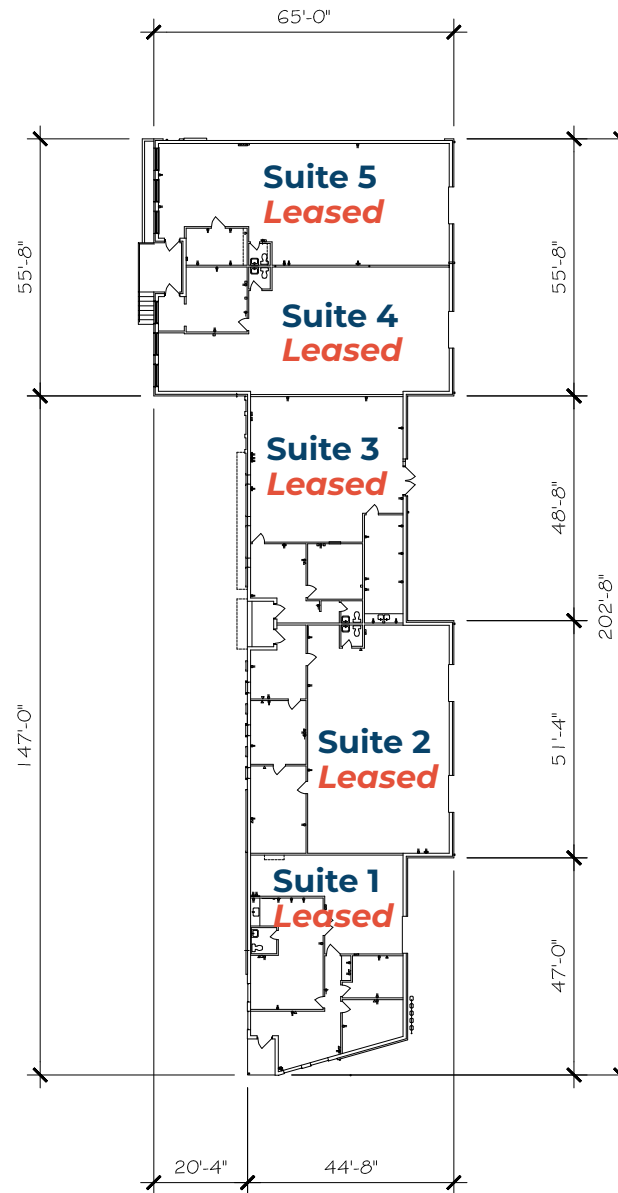 65'-0"
Suite 5
Leased
55'-8"
55'-8"
Suite 4
Leased
Suite 3
Leased
48'-8"
202'-8"
147'-0"
Suite 2
Leased
51'-4"
Suite 1
Leased
47'-0"
20'-4"
44'-8"